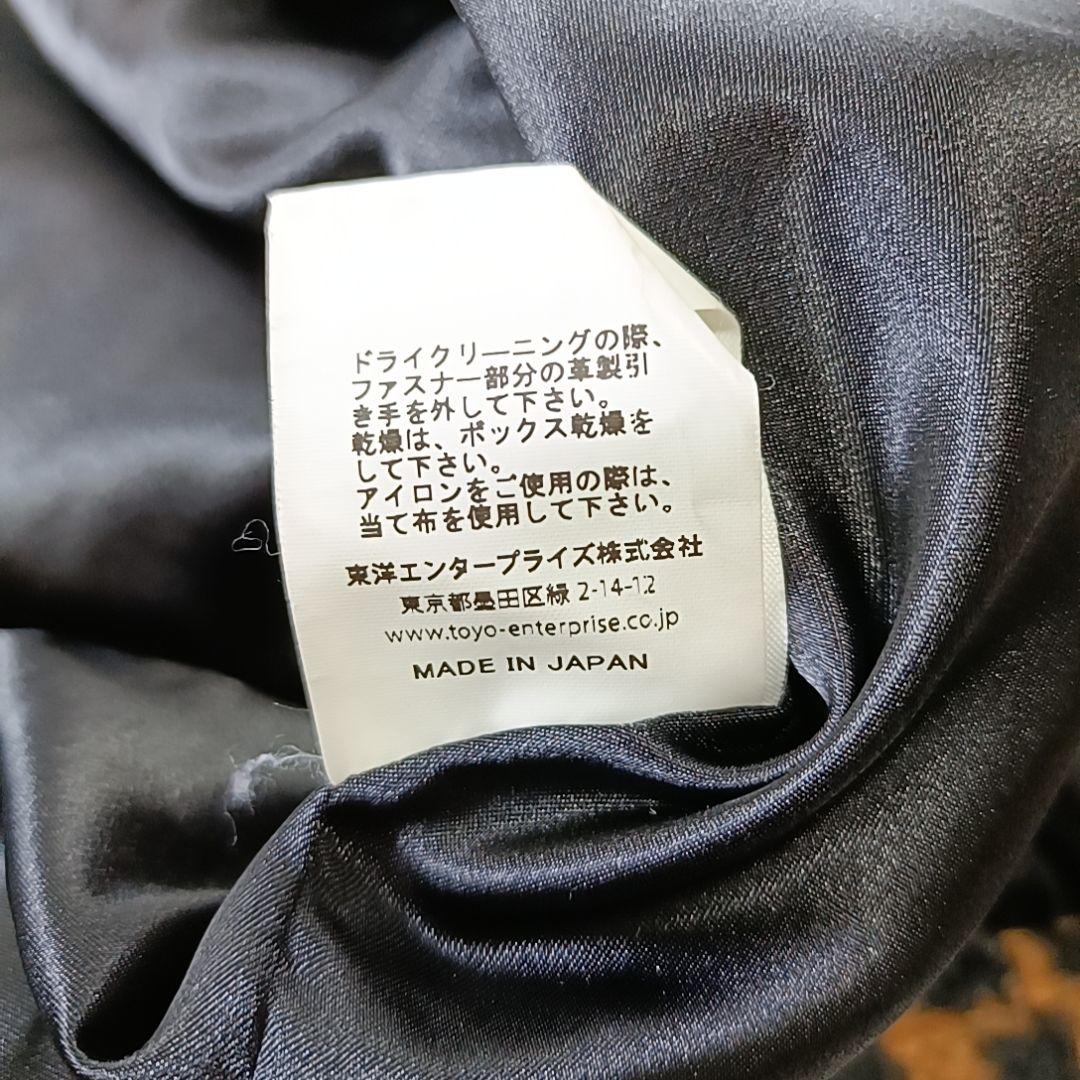 ドライクリーニングの際、
ファスナー部分の革製引
き手を外して下さい。
乾燥は、ボックス乾燥を
して下さい。
アイロンをご使用の際は、
当て布を使用して下さい。
東洋エンタープライズ株式会社
東京都墨田区緑 2-14-12
www.toyo-enterprise.co.jp
MADE IN JAPAN